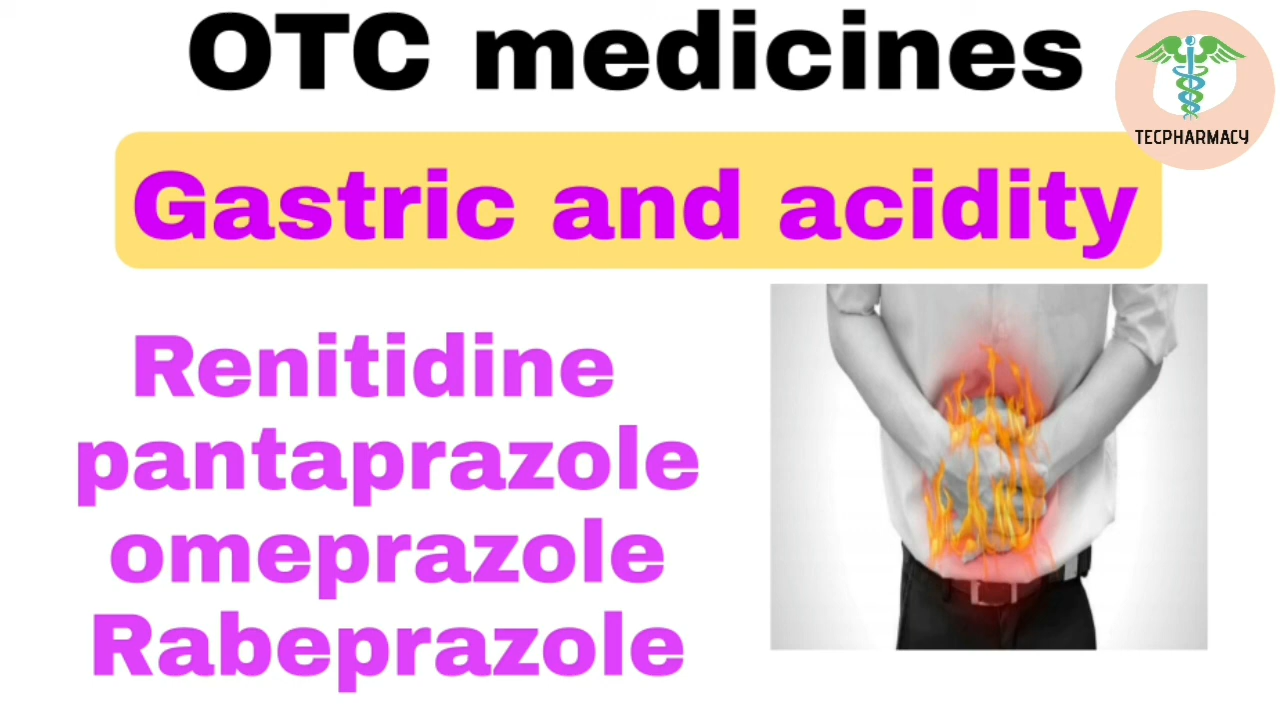 OTC medicines
TECPHARMACY
Gastric and acidity
Renitidine
pantaprazole
omeprazole
Rabeprazole